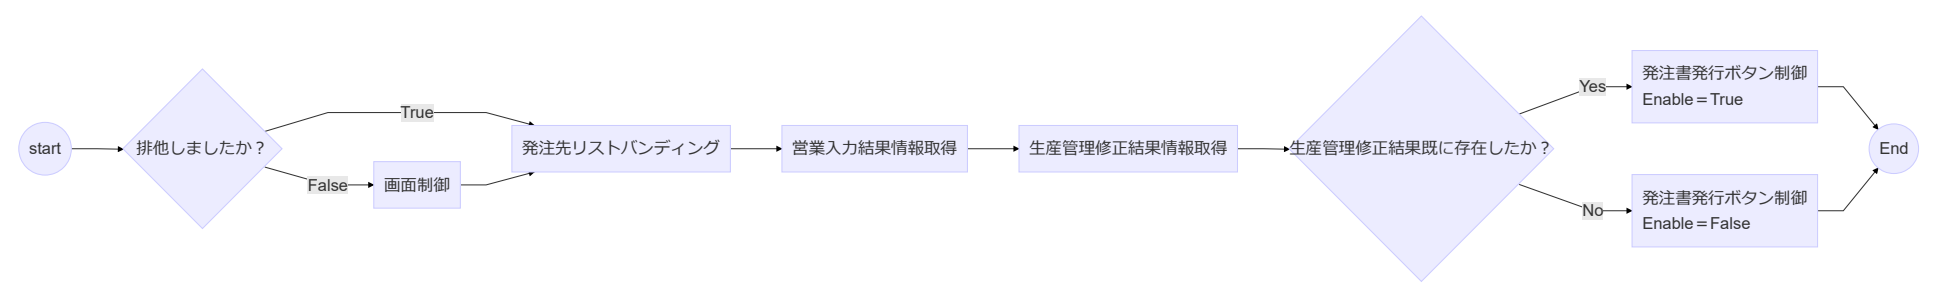 start
排他しましたか？
True
False
画面制御
発注先リストバンディング
営業入力結果情報取得
生産管理修正結果情報取得
生産管理修正結果既に存在したか？
Yes
発注書発行ボタン制御
Enable＝True
No
発注書発行ボタン制御
Enable＝False
End